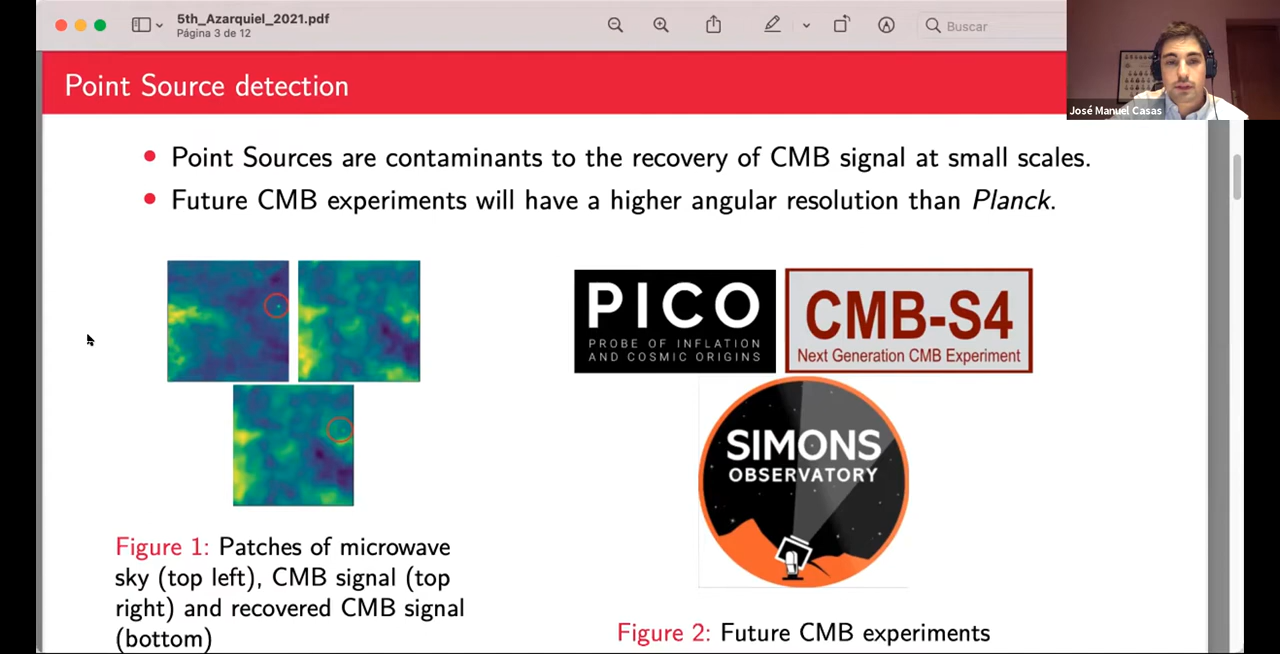 5th_Azarquiel_2021.pdf
Página 3 de 12
Buscar
José Manuel Casas
Point Source detection
Point Sources are contaminants to the recovery of CMB signal at small scales.
Future CMB experiments will have a higher angular resolution than Planck.
PICO
PROBE OF INFLATION
AND COSMIC ORIGINS
CMB-S4
Next Generation CMB Experiment
SIMONS
OBSERVATORY
Figure 1: Patches of microwave
sky (top left), CMB signal (top
right) and recovered CMB signal
(bottom)
Figure 2: Future CMB experiments